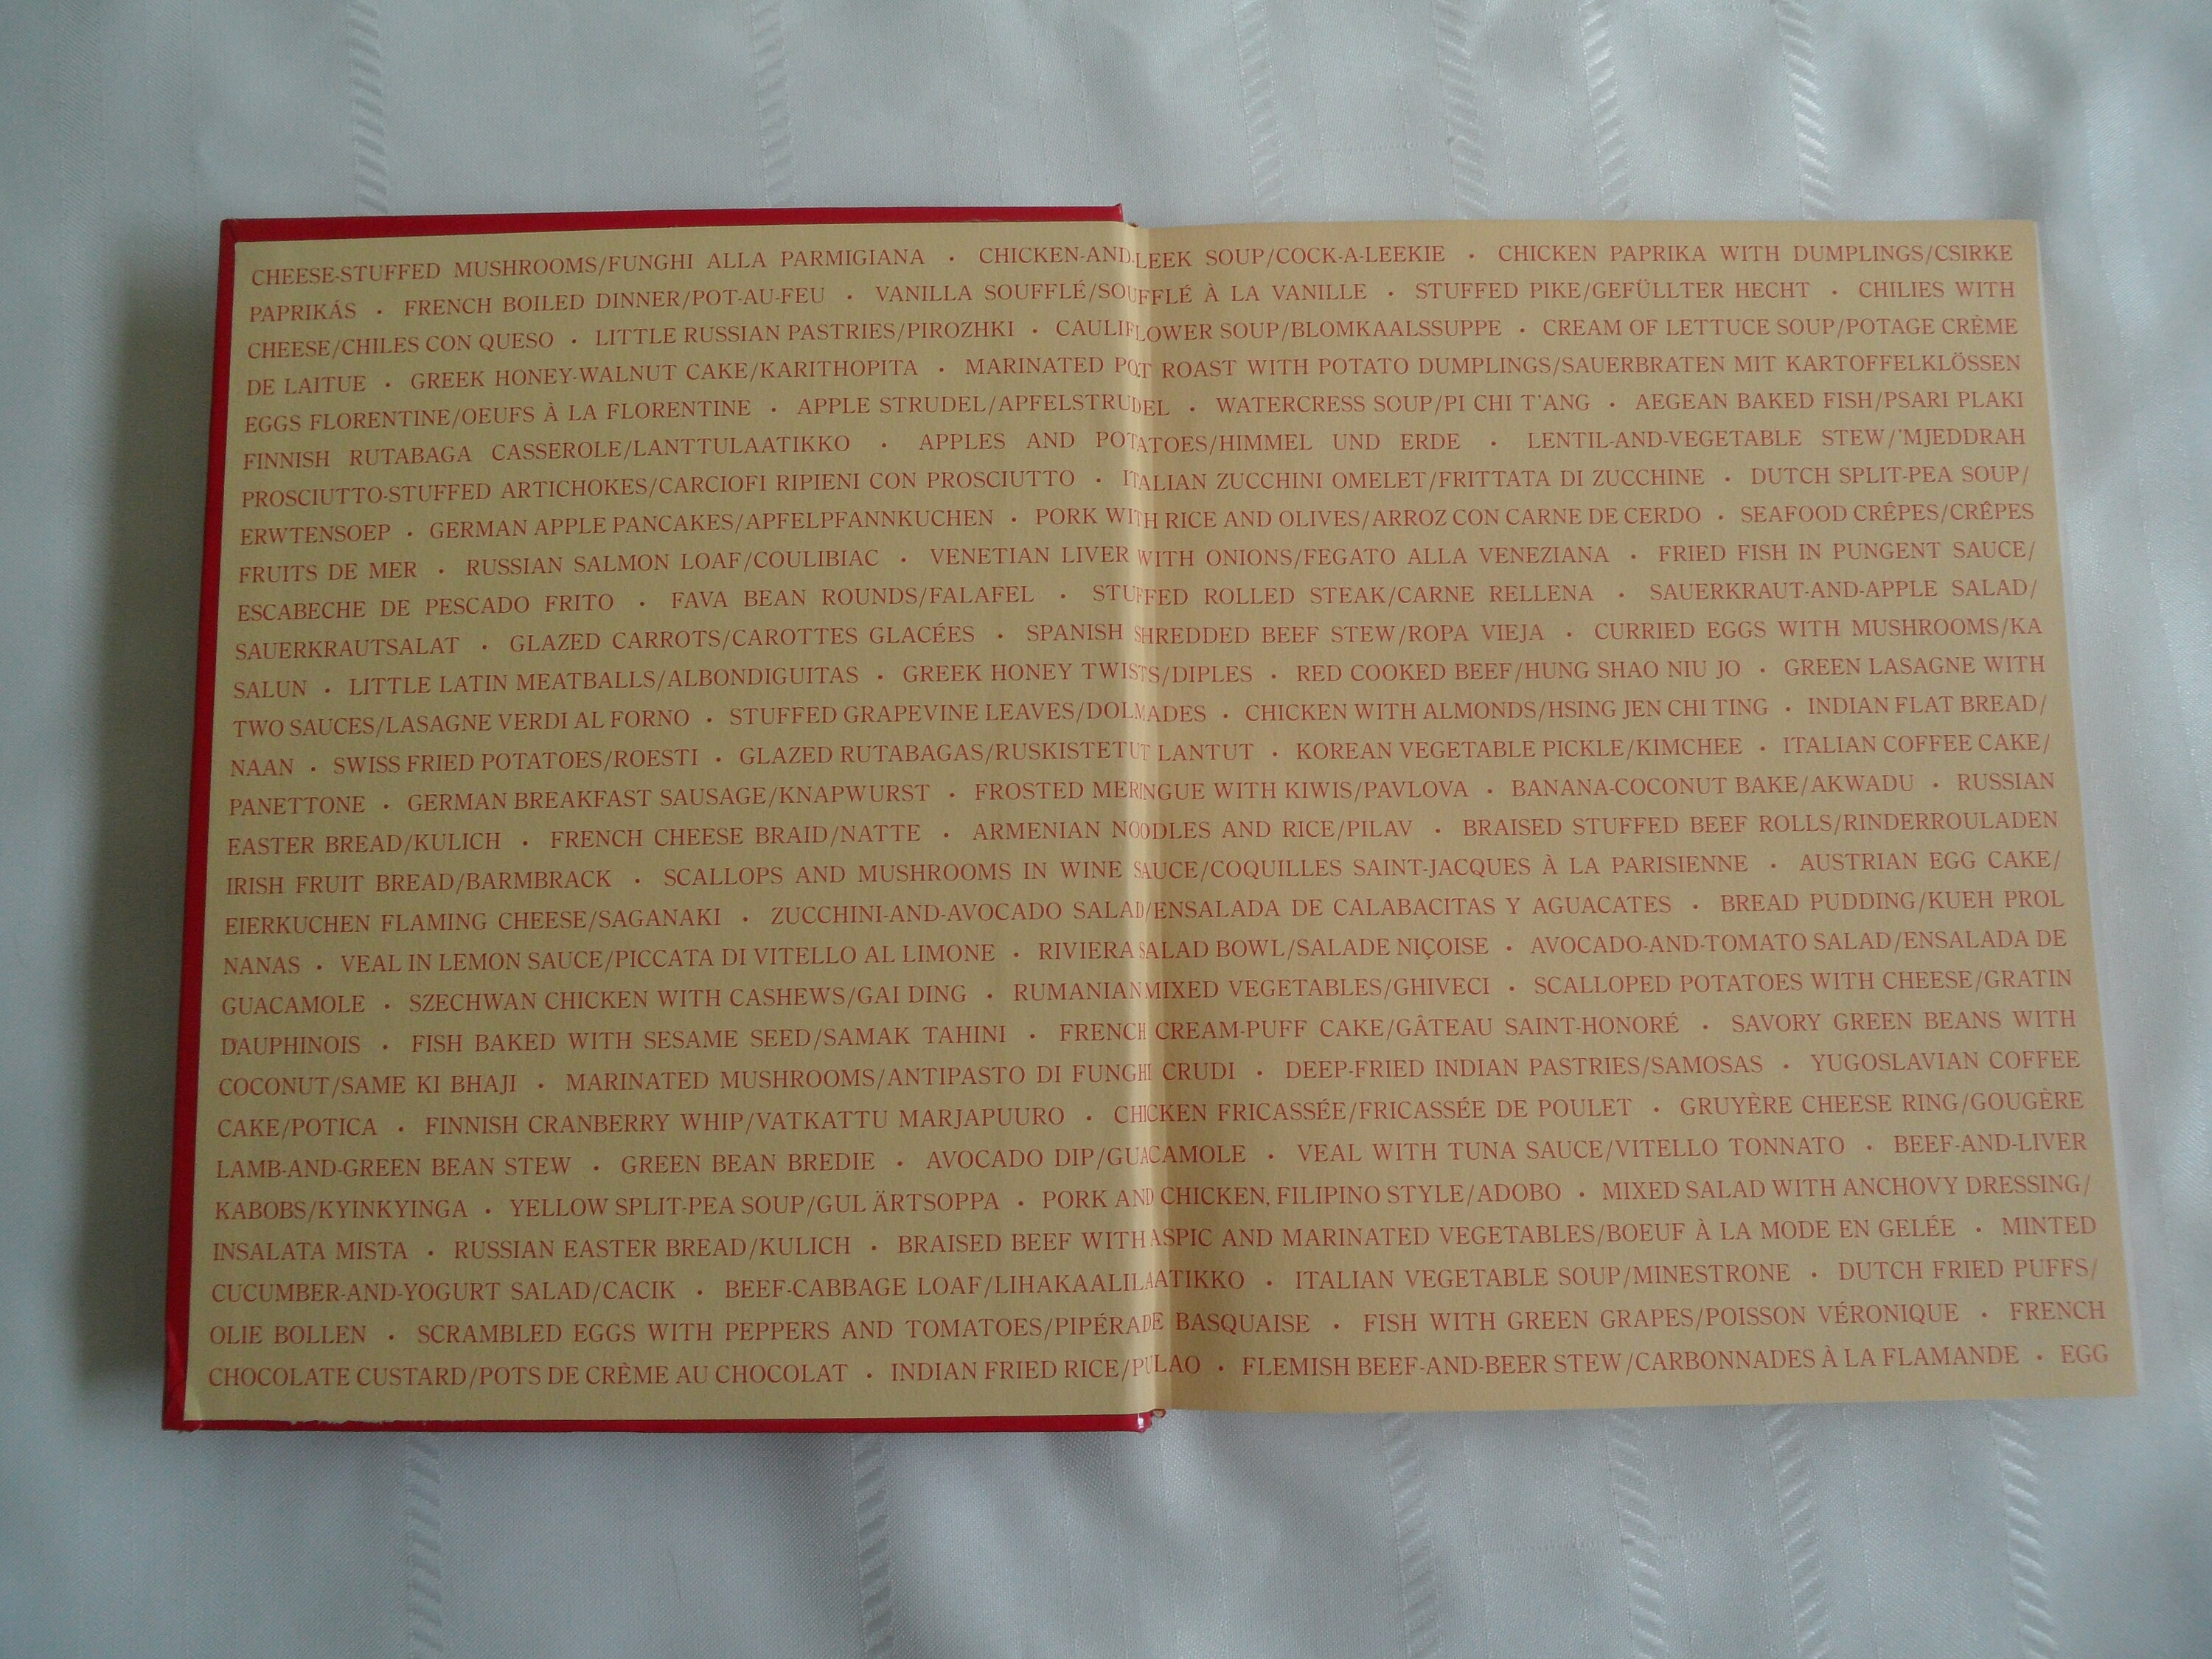 CHEESE-STUFFED MUSHROOMS/FUNGHI ALLA PARMIGIANA • CHICKEN-AND-LEEK SOUP/COCK-A-LEEKIE • CHICKEN PAPRIKA WITH DUMPLINGS/CSIRKE
PAPRIKÁS • FRENCH BOILED DINNER/POT-AU-FEU • VANILLA SOUFFLÉ/SOUFFLÉ À LA VANILLE • STUFFED PIKE/GEFÜLLTER HECHT • CHILIES WITH
CHEESE/CHILES CON QUESO • LITTLE RUSSIAN PASTRIES/PIROZHKI • CAULIFLOWER SOUP/BLOMKAALSSUPPE • CREAM OF LETTUCE SOUP/POTAGE CRÈME
DE LAITUE • GREEK HONEY-WALNUT CAKE/KARITHOPITA • MARINATED POT ROAST WITH POTATO DUMPLINGS/SAUERBRATEN MIT KARTOFFELKLÖSSEN
EGGS FLORENTINE/OEUFS À LA FLORENTINE • APPLE STRUDEL/APFELSTRUDEL • WATERCRESS SOUP/PI CHI T'ANG • AEGEAN BAKED FISH/PSARI PLAKI
FINNISH RUTABAGA CASSEROLE/LANTTULAATIKKO • APPLES AND POTATOES/HIMMEL UND ERDE • LENTIL-AND-VEGETABLE STEW/'MJEDDRAH
PROSCIUTTO-STUFFED ARTICHOKES/CARCIOFI RIPIENI CON PROSCIUTTO • ITALIAN ZUCCHINI OMELET/FRITTATA DI ZUCCHINE • DUTCH SPLIT-PEA SOUP/
ERWTENSOEP • GERMAN APPLE PANCAKES/APFELPFANNKUCHEN • PORK WITH RICE AND OLIVES/ARROZ CON CARNE DE CERDO • SEAFOOD CRÊPES/CRÊPES
FRUITS DE MER • RUSSIAN SALMON LOAF/COULIBIAC • VENETIAN LIVER WITH ONIONS/FEGATO ALLA VENEZIANA • FRIED FISH IN PUNGENT SAUCE/
ESCABECHE DE PESCADO FRITO • FAVA BEAN ROUNDS/FALAFEL • STUFFED ROLLED STEAK/CARNE RELLENA • SAUERKRAUT-AND-APPLE SALAD/
SAUERKRAUTSALAT • GLAZED CARROTS/CAROTTES GLACÉES • SPANISH SHREDDED BEEF STEW/ROPA VIEJA • CURRIED EGGS WITH MUSHROOMS/KA
SALUN • LITTLE LATIN MEATBALLS/ALBONDIGUITAS • GREEK HONEY TWISTS/DIPLES • RED COOKED BEEF/HUNG SHAO NIU JO • GREEN LASAGNE WITH
TWO SAUCES/LASAGNE VERDI AL FORNO • STUFFED GRAPEVINE LEAVES/DOLMADES • CHICKEN WITH ALMONDS/HSING JEN CHI TING • INDIAN FLAT BREAD/
NAAN • SWISS FRIED POTATOES/ROESTI • GLAZED RUTABAGAS/RUSKISTETUT LANTUT • KOREAN VEGETABLE PICKLE/KIMCHEE • ITALIAN COFFEE CAKE/
PANETTONE • GERMAN BREAKFAST SAUSAGE/KNAPWURST • FROSTED MERINGUE WITH KIWIS/PAVLOVA • BANANA-COCONUT BAKE/AKWADU • RUSSIAN
EASTER BREAD/KULICH • FRENCH CHEESE BRAID/NATTE • ARMENIAN NOODLES AND RICE/PILAV • BRAISED STUFFED BEEF ROLLS/RINDERROULADEN
IRISH FRUIT BREAD/BARMBRACK • SCALLOPS AND MUSHROOMS IN WINE SAUCE/COQUILLES SAINT-JACQUES À LA PARISIENNE • AUSTRIAN EGG CAKE/
EIERKUCHEN FLAMING CHEESE/SAGANAKI • ZUCCHINI-AND-AVOCADO SALAD/ENSALADA DE CALABACITAS Y AGUACATES • BREAD PUDDING/KUEH PROL
NANAS • VEAL IN LEMON SAUCE/PICCATA DI VITELLO AL LIMONE • RIVIERA SALAD BOWL/SALADE NIÇOISE • AVOCADO-AND-TOMATO SALAD/ENSALADA DE
GUACAMOLE • SZECHWAN CHICKEN WITH CASHEWS/GAI DING • RUMANIAN MIXED VEGETABLES/GHIVECI • SCALLOPED POTATOES WITH CHEESE/GRATIN
DAUPHINOIS • FISH BAKED WITH SESAME SEED/SAMAK TAHINI • FRENCH CREAM-PUFF CAKE/GÂTEAU SAINT-HONORÉ • SAVORY GREEN BEANS WITH
COCONUT/SAME KI BHAJI • MARINATED MUSHROOMS/ANTIPASTO DI FUNGHI CRUDI • DEEP-FRIED INDIAN PASTRIES/SAMOSAS • YUGOSLAVIAN COFFEE
CAKE/POTICA • FINNISH CRANBERRY WHIP/VATKATTU MARJAPUURO • CHICKEN FRICASSÉE/FRICASSÉE DE POULET • GRUYÈRE CHEESE RING/GOUGÈRE
LAMB-AND-GREEN BEAN STEW • GREEN BEAN BREDIE • AVOCADO DIP/GUACAMOLE • VEAL WITH TUNA SAUCE/VITELLO TONNATO • BEEF-AND-LIVER
KABOBS/KYINKYINGA • YELLOW SPLIT-PEA SOUP/GUL ÄRTSOPPA • PORK AND CHICKEN, FILIPINO STYLE/ADOBO • MIXED SALAD WITH ANCHOVY DRESSING/
INSALATA MISTA • RUSSIAN EASTER BREAD/KULICH • BRAISED BEEF WITH ASPIC AND MARINATED VEGETABLES/BOEUF À LA MODE EN GELÉE • MINTED
CUCUMBER-AND-YOGURT SALAD/CACIK • BEEF-CABBAGE LOAF/LIHAKAALILAATIKKO • ITALIAN VEGETABLE SOUP/MINESTRONE • DUTCH FRIED PUFFS/
OLIE BOLLEN • SCRAMBLED EGGS WITH PEPPERS AND TOMATOES/PIPÉRADE BASQUAISE • FISH WITH GREEN GRAPES/POISSON VÉRONIQUE • FRENCH
CHOCOLATE CUSTARD/POTS DE CRÈME AU CHOCOLAT • INDIAN FRIED RICE/PULAO • FLEMISH BEEF-AND-BEER STEW/CARBONNADES À LA FLAMANDE • EGG